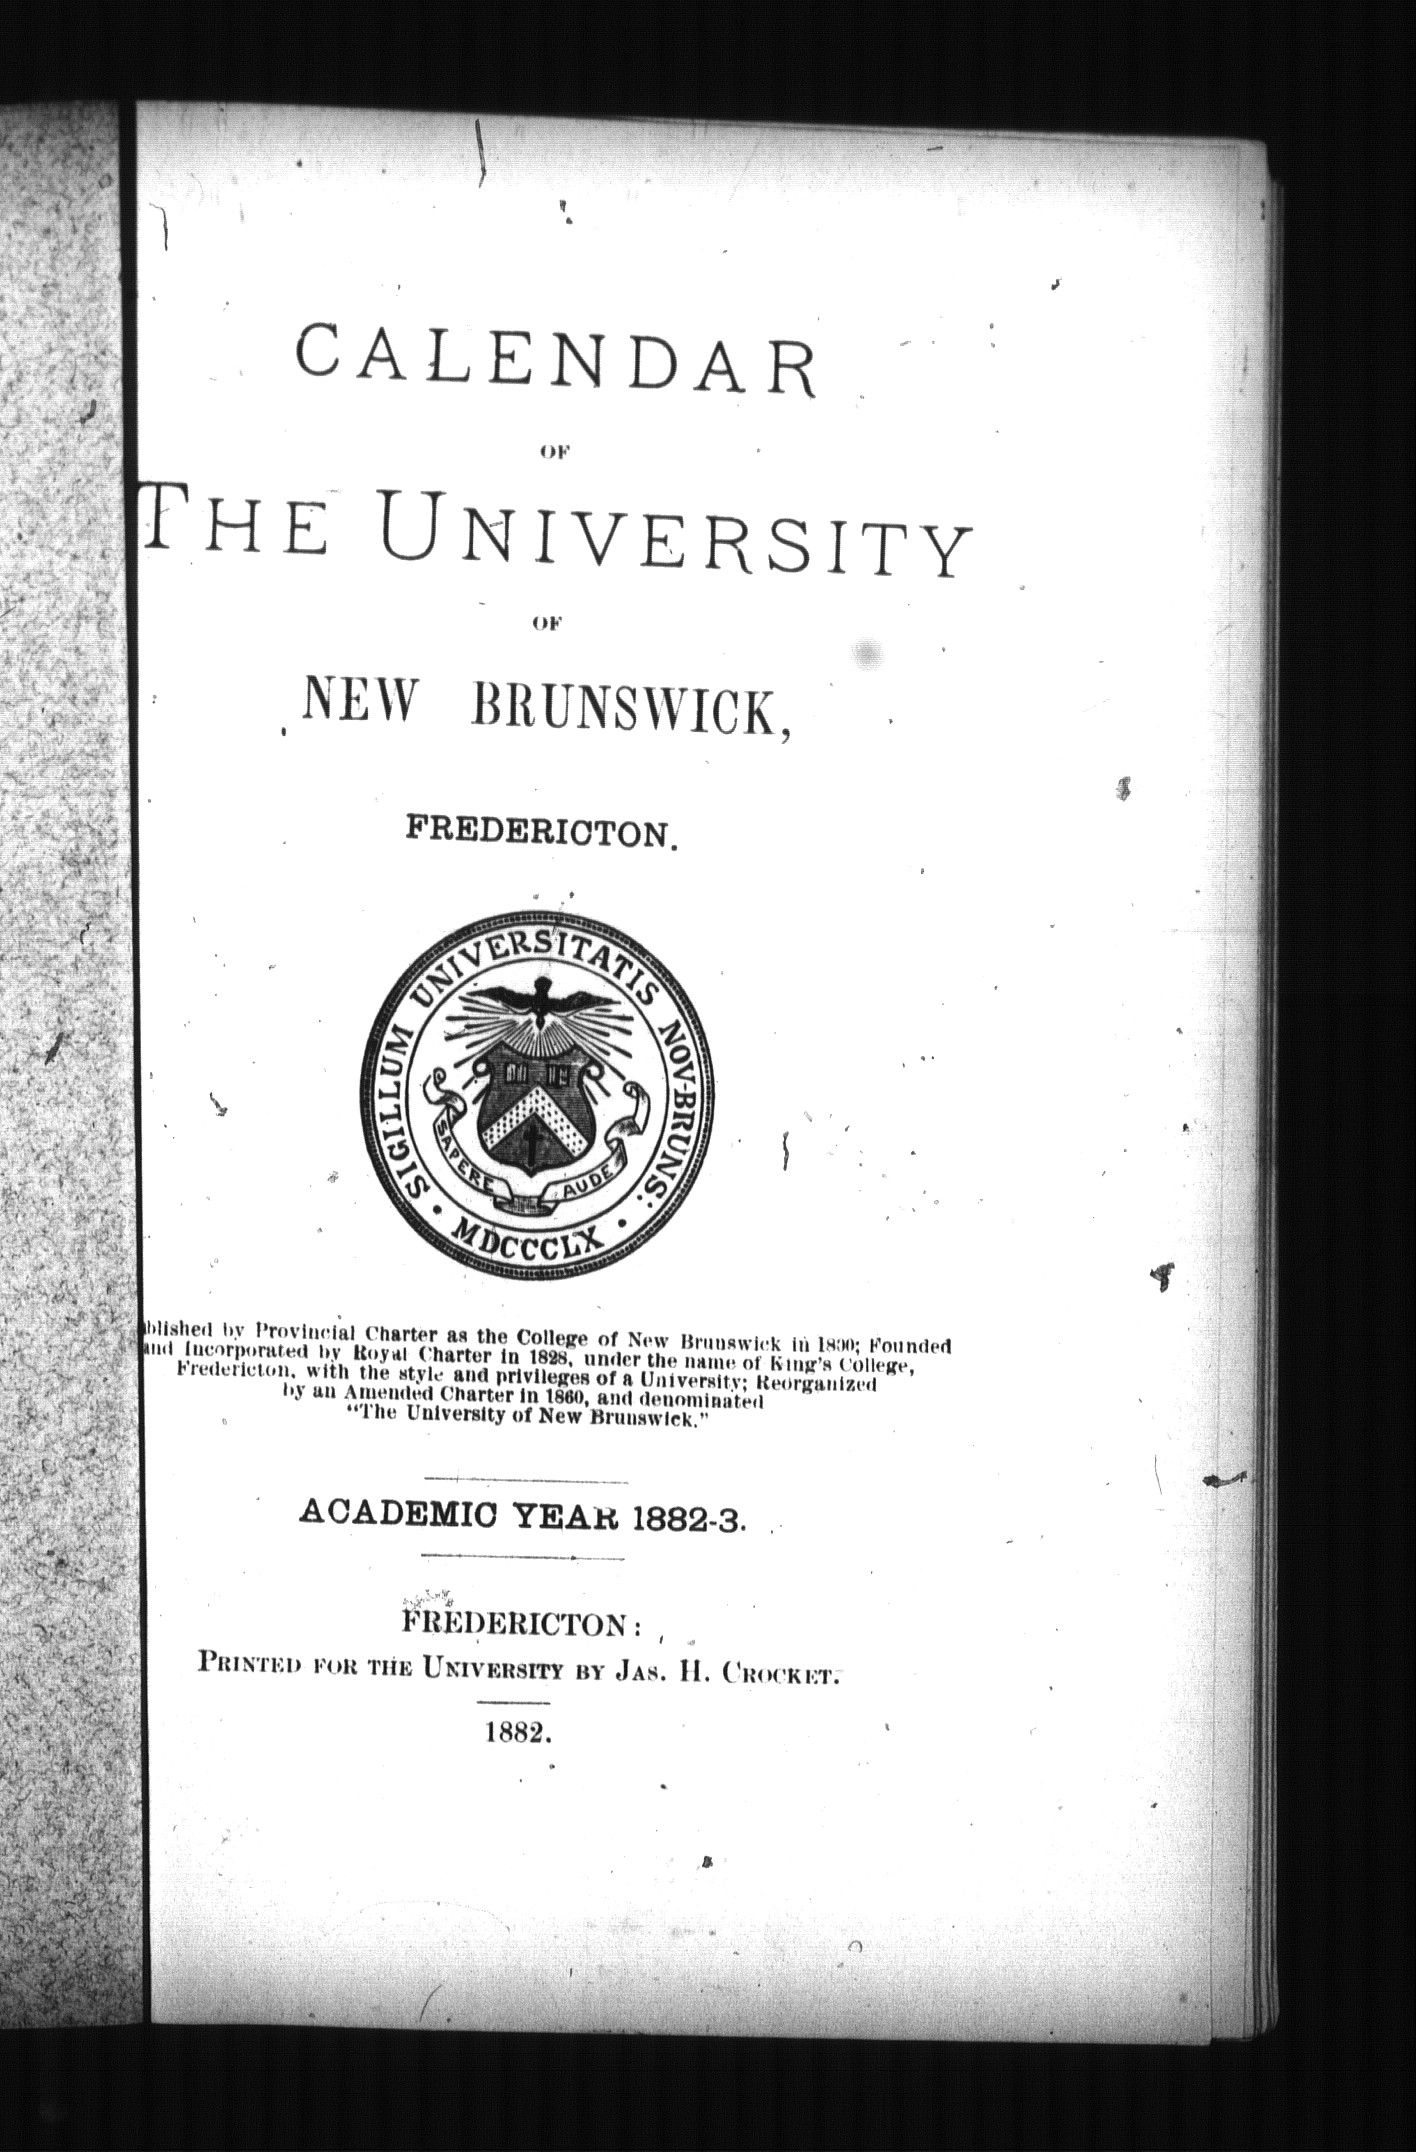 CALENDAR
OF
THE UNIVERSITY
OF
NEW BRUNSWICK,
FREDERICTON.
SIGILLUM UNIVERSITATIS NOV-BRUNS:
SAPERE AUDE
• MDCCCLX •
blished by Provincial Charter as the College of New Brunswick in 1800; Founded
and Incorporated by Royal Charter in 1828, under the name of King's College,
Fredericton, with the style and privileges of a University; Reorganized
by an Amended Charter in 1860, and denominated
"The University of New Brunswick."
ACADEMIC YEAR 1882-3.
FREDERICTON:
PRINTED FOR THE UNIVERSITY BY JAS. H. CROCKET.
1882.